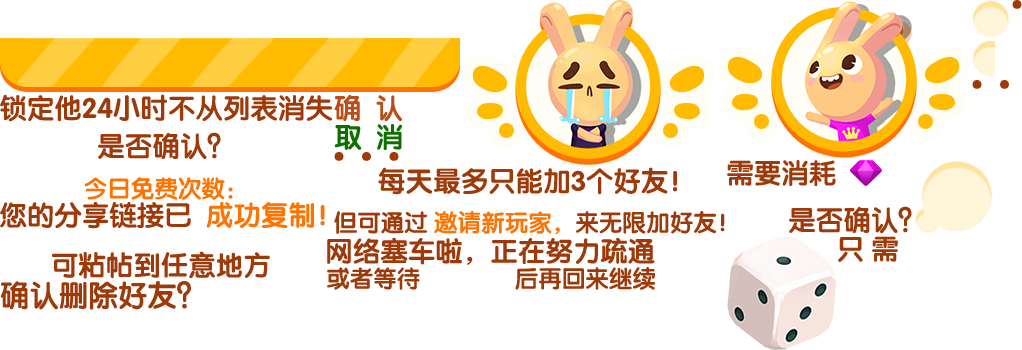 锁定他24小时不从列表消失
确 认
是否确认？
取 消
今日免费次数：
您的分享链接已 成功复制！
可粘帖到任意地方
确认删除好友？
每天最多只能加3个好友！
但可通过 邀请新玩家，来无限加好友！
网络塞车啦，正在努力疏通
或者等待 后再回来继续
需要消耗
是否确认？
只 需